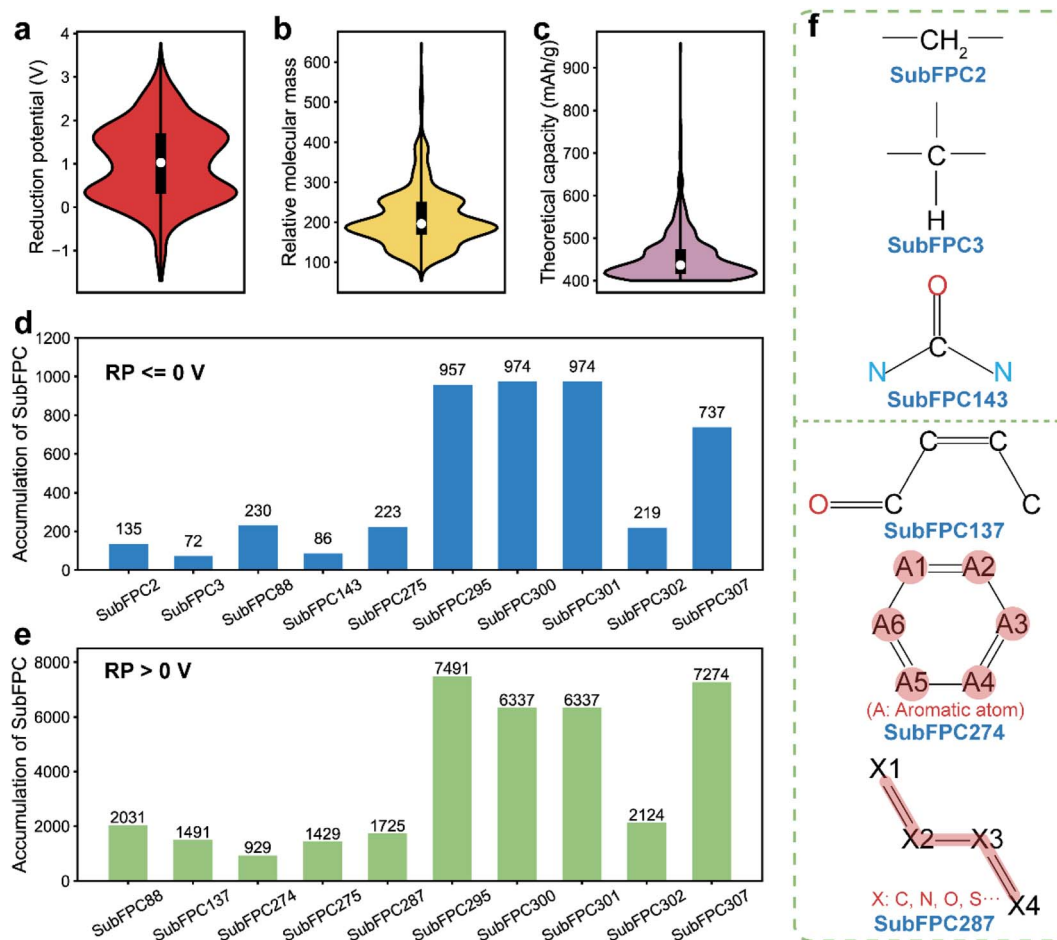 a
Reduction potential (V)
4
3
2
1
0
−1
b
Relative molecular mass
600
500
400
300
200
100
c
Theoretical capacity (mAh/g)
900
800
700
600
500
400
d
RP <= 0 V
Accumulation of SubFPC
1200
1000
800
600
400
200
0
135
72
230
86
223
957
974
974
219
737
SubFPC2
SubFPC3
SubFPC88
SubFPC143
SubFPC275
SubFPC295
SubFPC300
SubFPC301
SubFPC302
SubFPC307
e
RP > 0 V
Accumulation of SubFPC
8000
6000
4000
2000
0
2031
1491
929
1429
1725
7491
6337
6337
2124
7274
SubFPC88
SubFPC137
SubFPC274
SubFPC275
SubFPC287
SubFPC295
SubFPC300
SubFPC301
SubFPC302
SubFPC307
f
CH2
SubFPC2
C
H
SubFPC3
O
C
N N
SubFPC143
C C
O C C
SubFPC137
A1 A2
A6 A3
A5 A4
(A: Aromatic atom)
SubFPC274
X1
X2 X3
X4
X: C, N, O, S···
SubFPC287